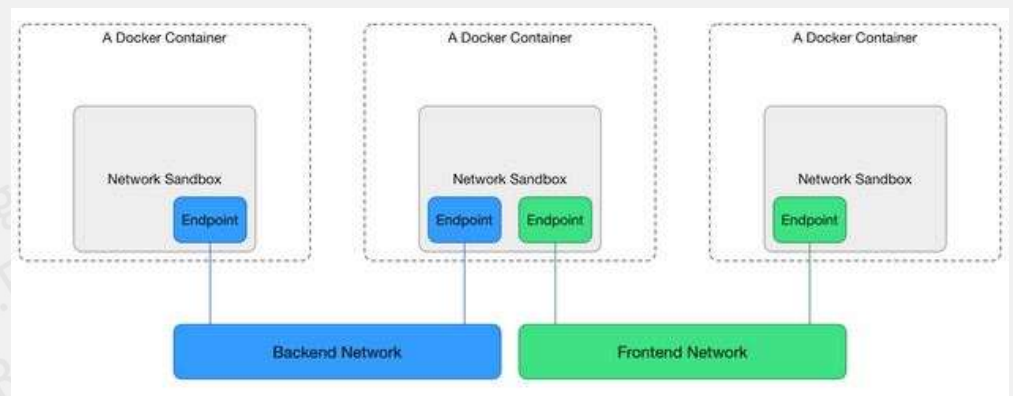 A Docker Container
A Docker Container
A Docker Container
Network Sandbox
Network Sandbox
Network Sandbox
Endpoint
Endpoint
Endpoint
Endpoint
Backend Network
Frontend Network